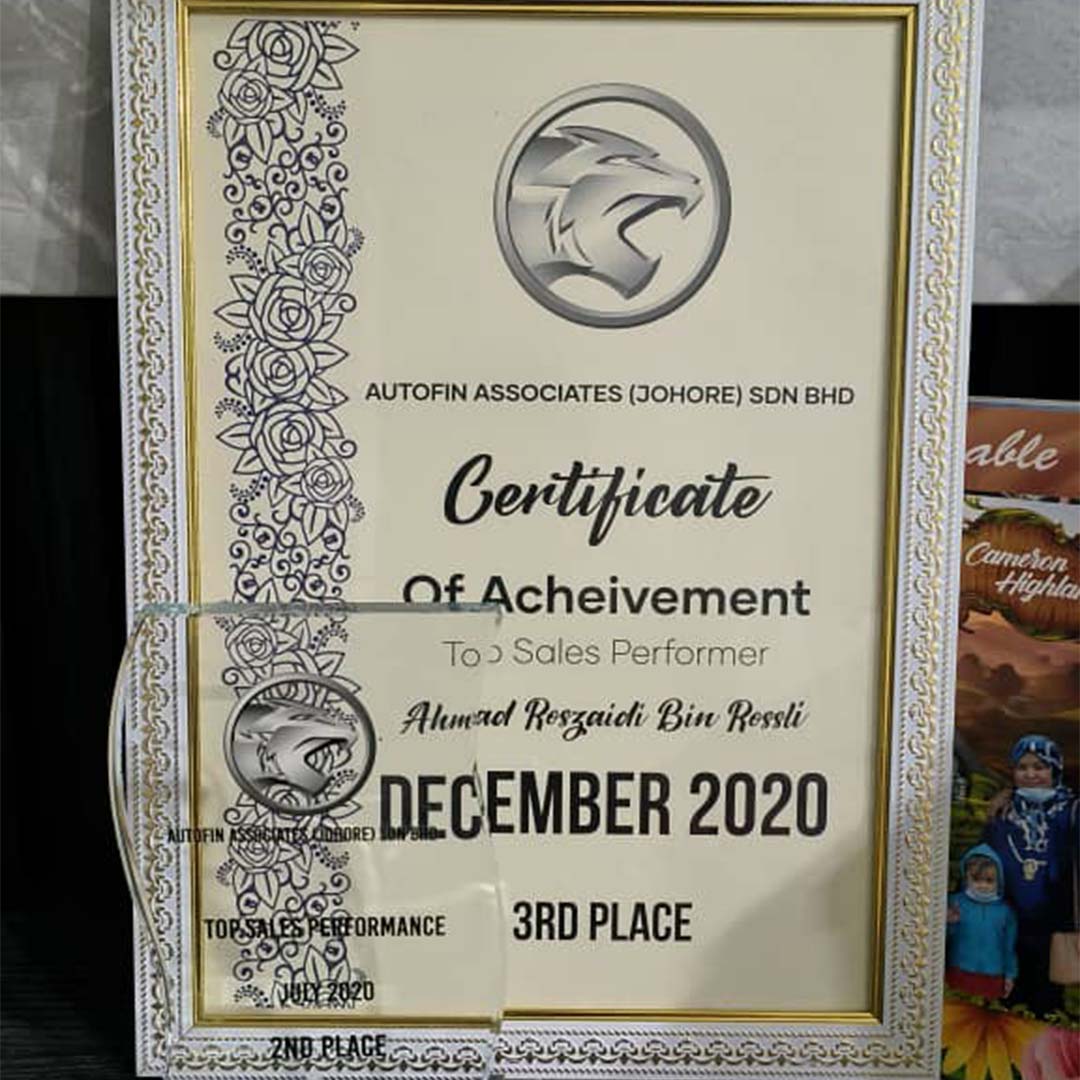 AUTOFIN ASSOCIATES (JOHORE) SDN BHD
Certificate
Of Acheivement
Top Sales Performer
Ahmad Roszaidi Bin Rossli
DECEMBER 2020
3RD PLACE
AUTOFIN ASSOCIATES (JOHORE) SDN BHD
TOP SALES PERFORMANCE
JULY 2020
2ND PLACE
able
Cameron